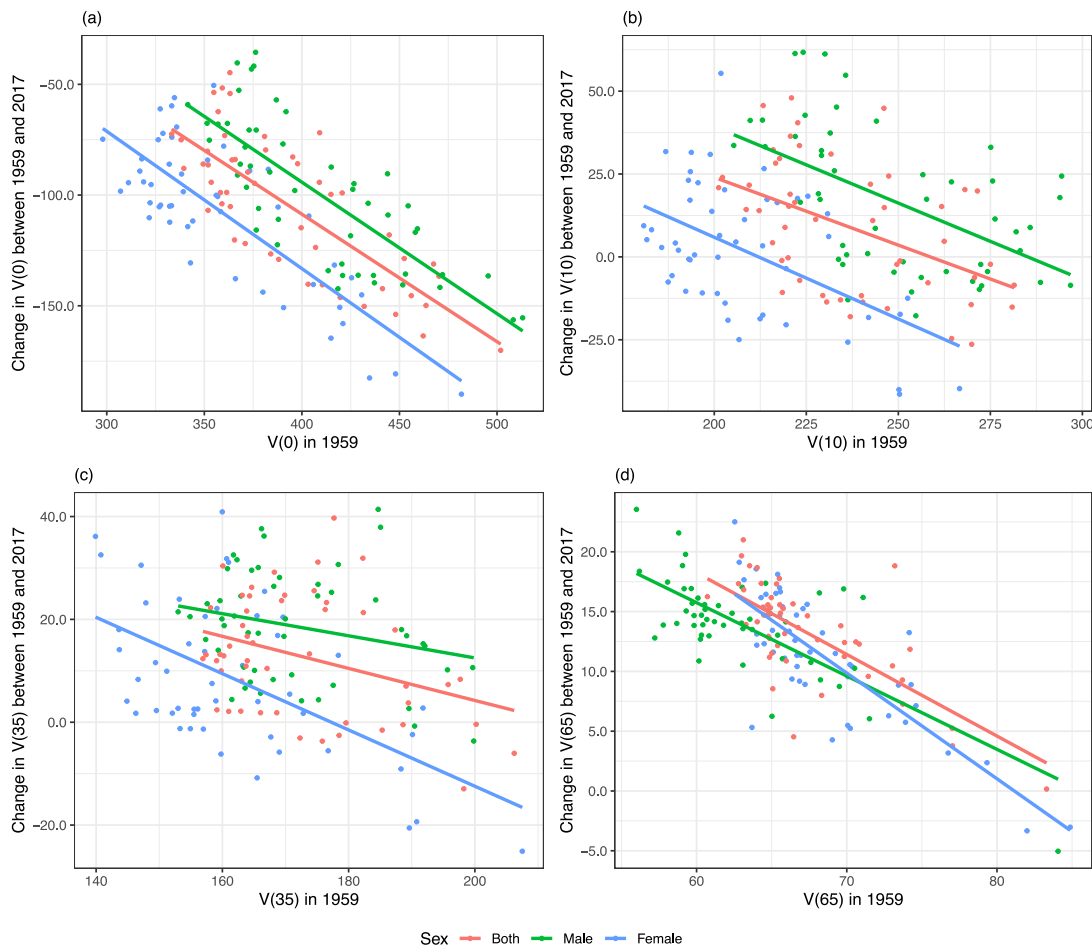 (a)
Change in V(0) between 1959 and 2017
-50.0
-100.0
-150.0
300
350
400
450
500
V(0) in 1959
(b)
Change in V(10) between 1959 and 2017
50.0
25.0
0.0
-25.0
200
225
250
275
300
V(10) in 1959
(c)
Change in V(35) between 1959 and 2017
40.0
20.0
0.0
-20.0
140
160
180
200
V(35) in 1959
(d)
Change in V(65) between 1959 and 2017
20.0
15.0
10.0
5.0
0.0
-5.0
60
70
80
V(65) in 1959
Sex Both Male Female